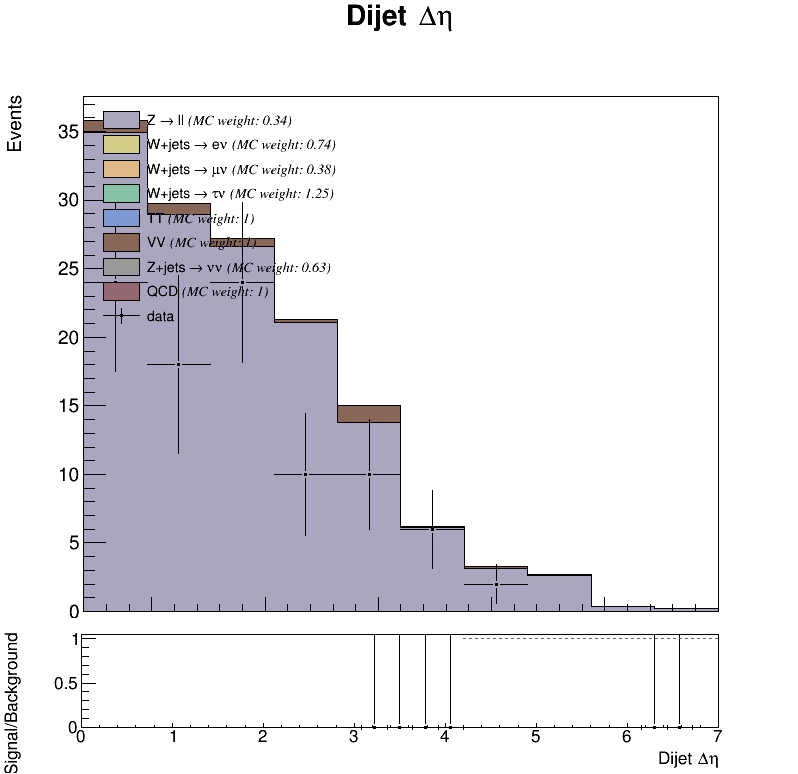 Dijet Δη
Events
35
30
25
20
15
10
5
0
Z → ll (MC weight: 0.34)
W+jets → eν (MC weight: 0.74)
W+jets → μν (MC weight: 0.38)
W+jets → τν (MC weight: 1.25)
TT (MC weight: 1)
VV (MC weight: 1)
Z+jets → νν (MC weight: 0.63)
QCD (MC weight: 1)
data
Signal/Background
1
0.5
0
0 1 2 3 4 5 6 7
Dijet Δη